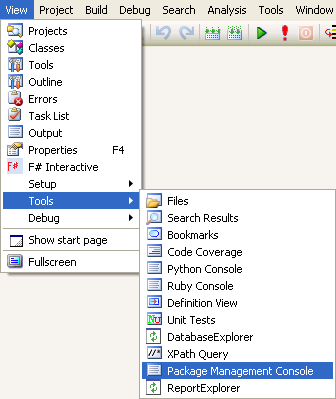 View Project Build Debug Search Analysis Tools Window
Projects
Classes
Tools
Outline
Errors
Task List
Output
Properties F4
F# F# Interactive
Setup
Tools
Debug
Show start page
Fullscreen
Files
Search Results
Bookmarks
Code Coverage
Python Console
Ruby Console
Definition View
Nu Unit Tests
DatabaseExplorer
//* XPath Query
Package Management Console
ReportExplorer